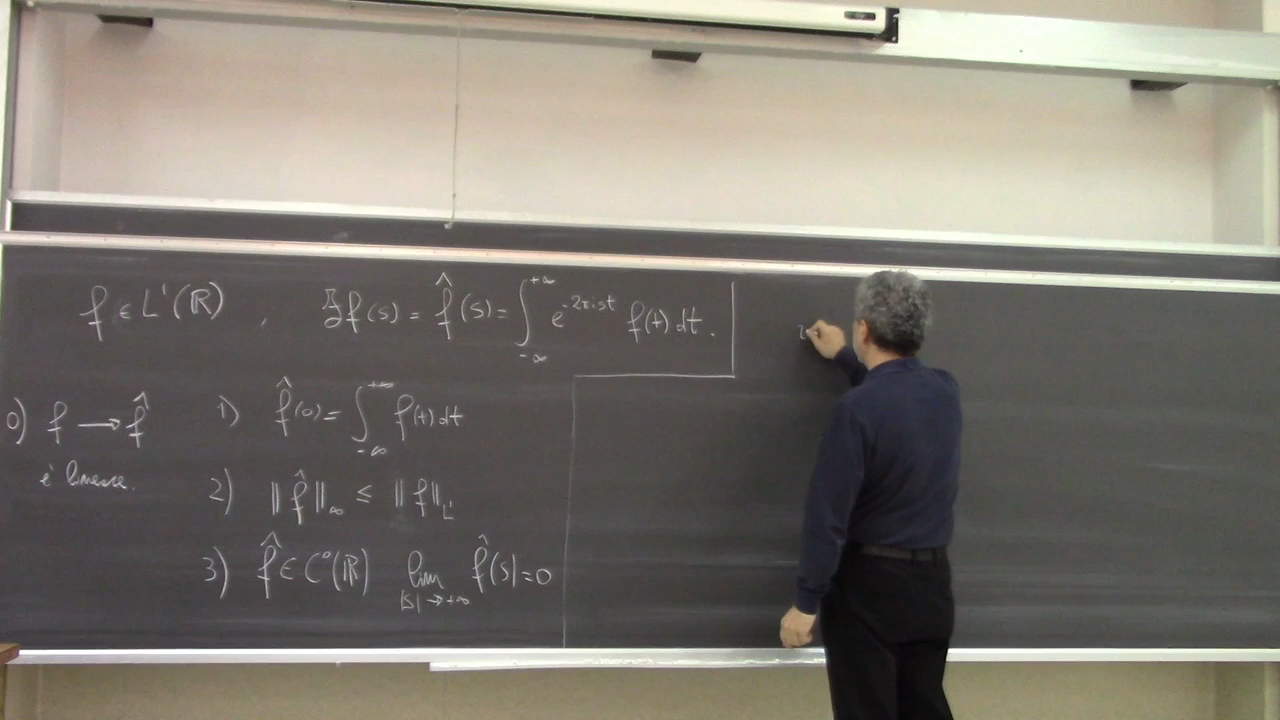 f ∈ L¹(ℝ) , ℱf(s) = f̂(s) = ∫_{-∞}^{+∞} e^{-2πist} f(t) dt.
0) f → f̂
è lineare.
1) f̂(0) = ∫_{-∞}^{+∞} f(t) dt
2) ‖f̂‖_∞ ≤ ‖f‖_{L¹}
3) f̂ ∈ C⁰(ℝ) lim_{|s|→+∞} f̂(s) = 0